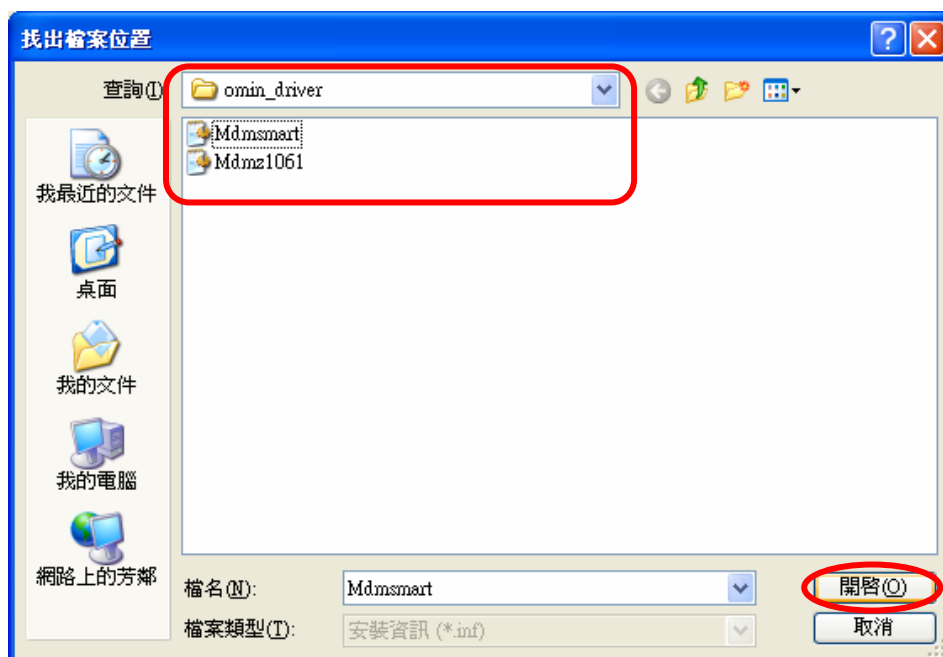 找出檔案位置
查詢(I)
omin_driver
Mdmsmart
Mdmz1061
我最近的文件
桌面
我的文件
我的電腦
網路上的芳鄰
檔名(N):
Mdmsmart
開啓(O)
檔案類型(T):
安裝資訊 (*.inf)
取消